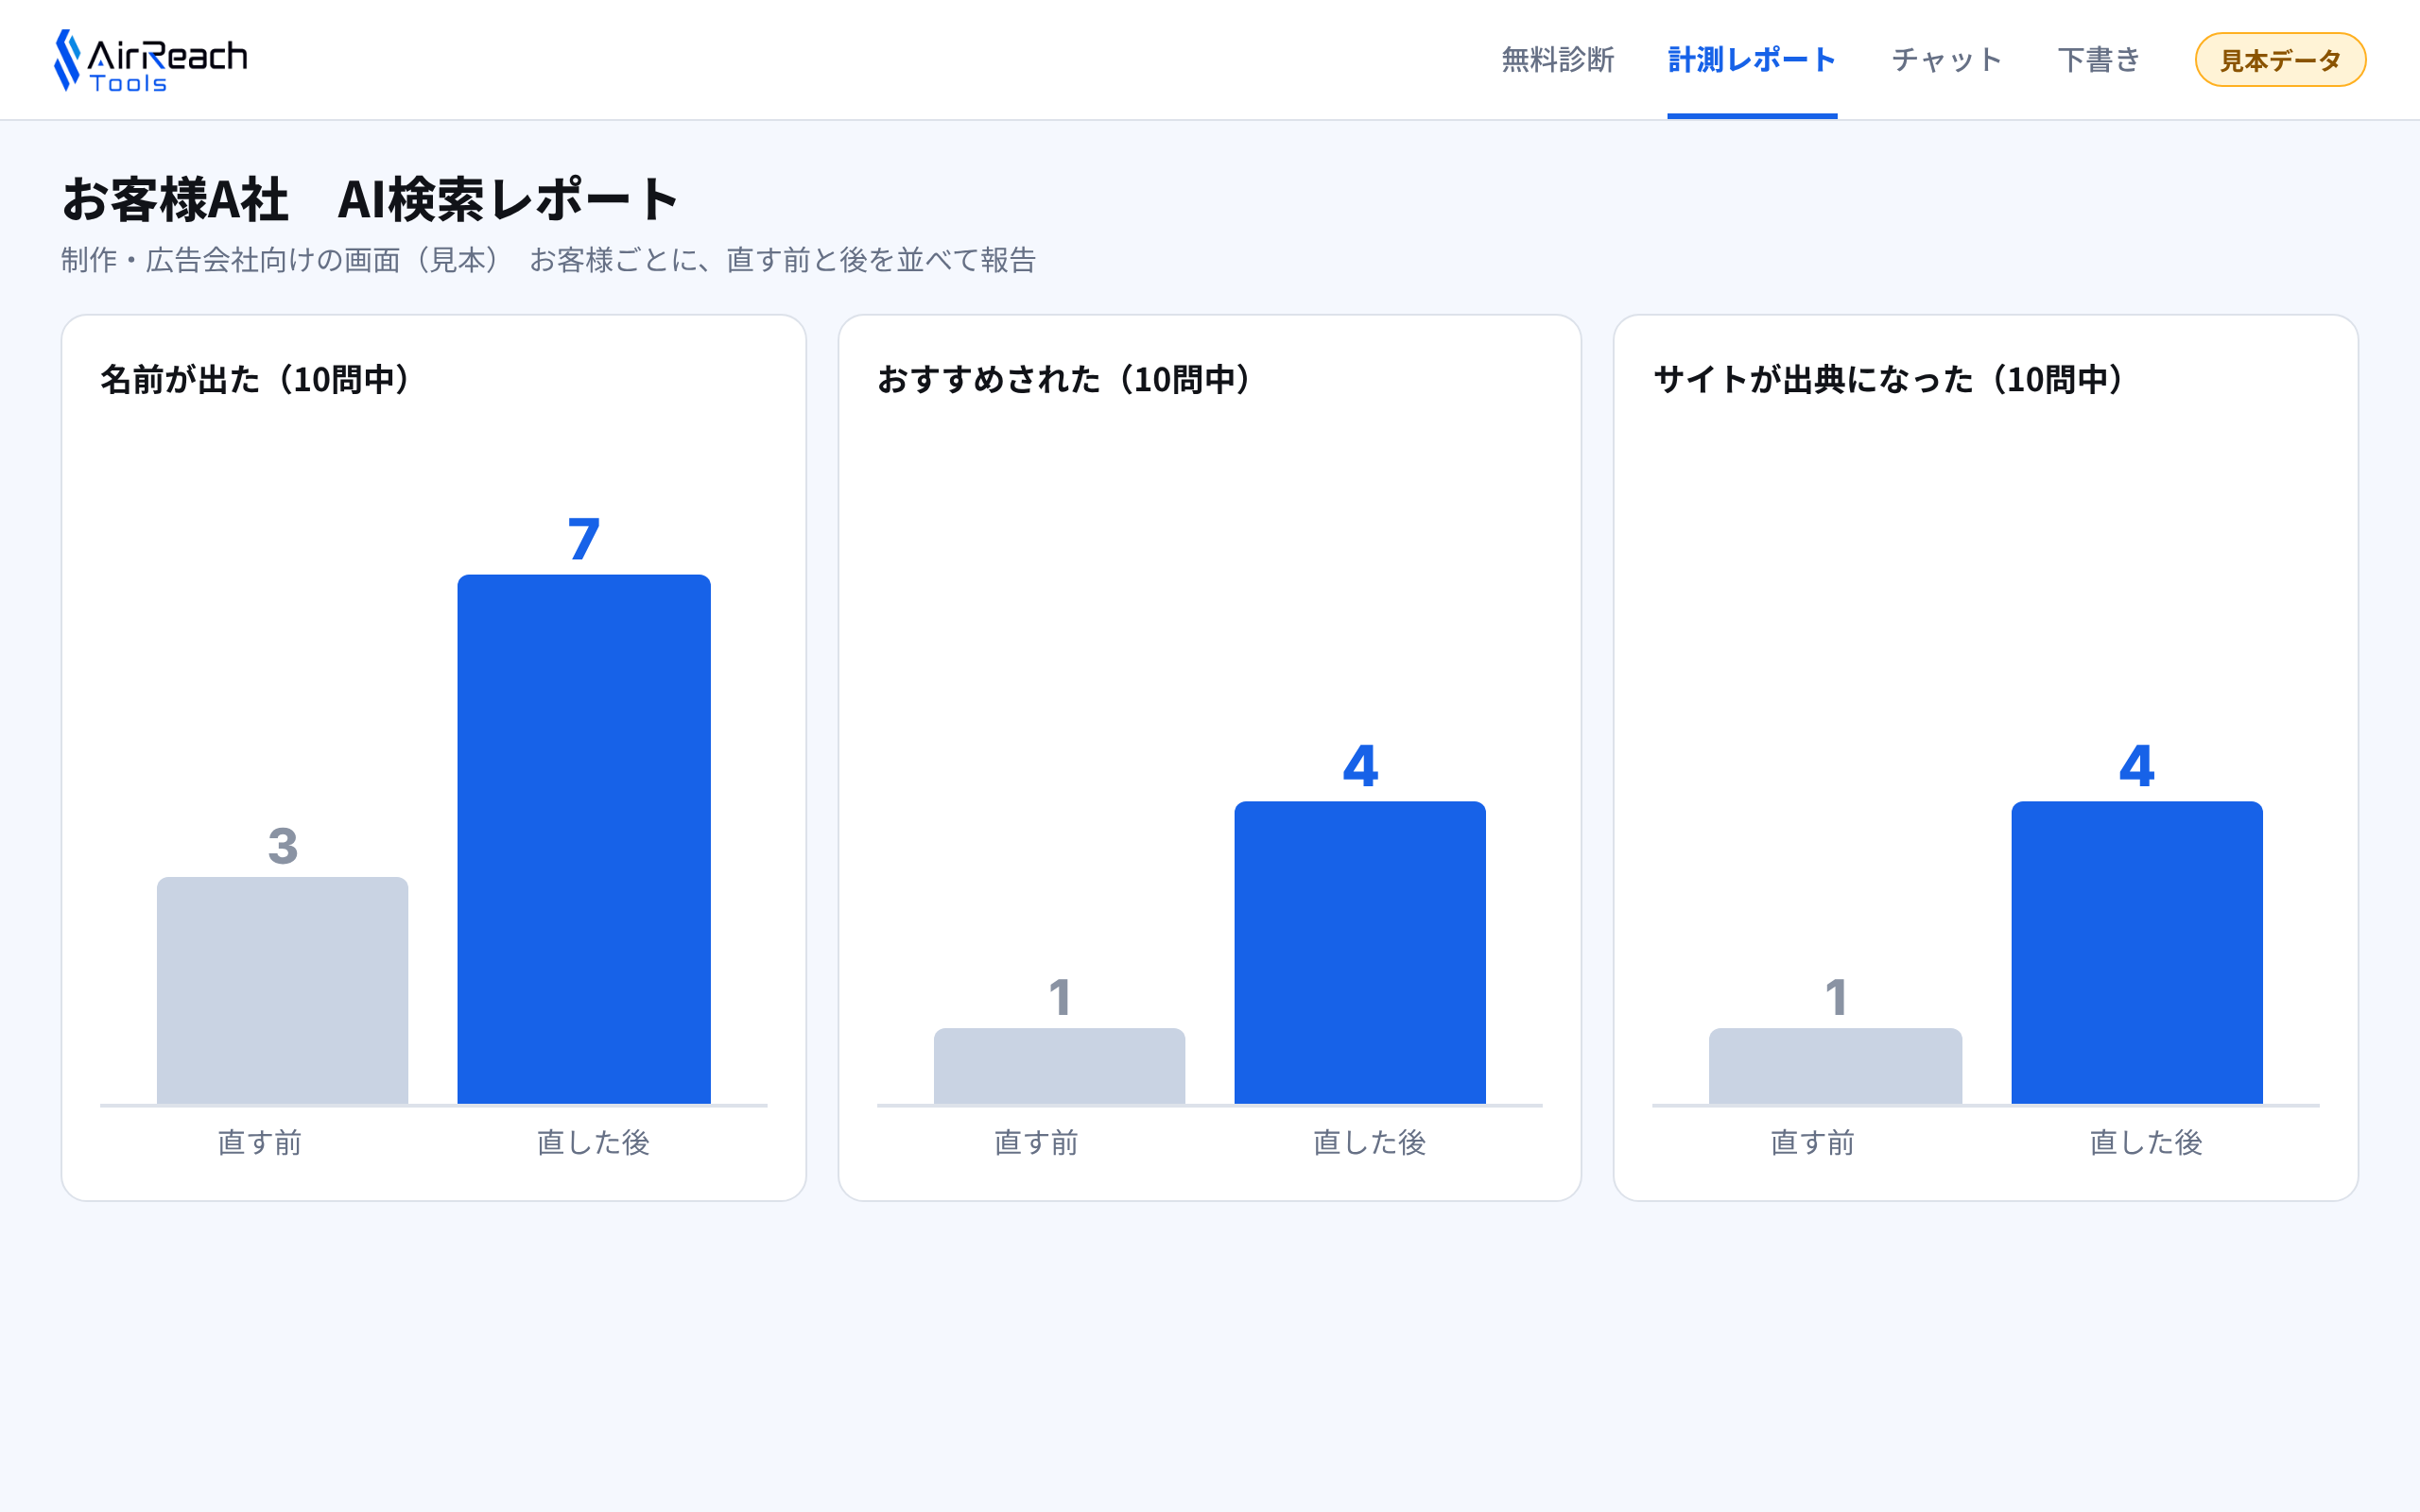 AirReach
Tools
無料診断
計測レポート
チャット
下書き
見本データ
お客様A社　AI検索レポート
制作・広告会社向けの画面（見本）　お客様ごとに、直す前と後を並べて報告
名前が出た（10問中）
3
7
直す前
直した後
おすすめされた（10問中）
1
4
直す前
直した後
サイトが出典になった（10問中）
1
4
直す前
直した後